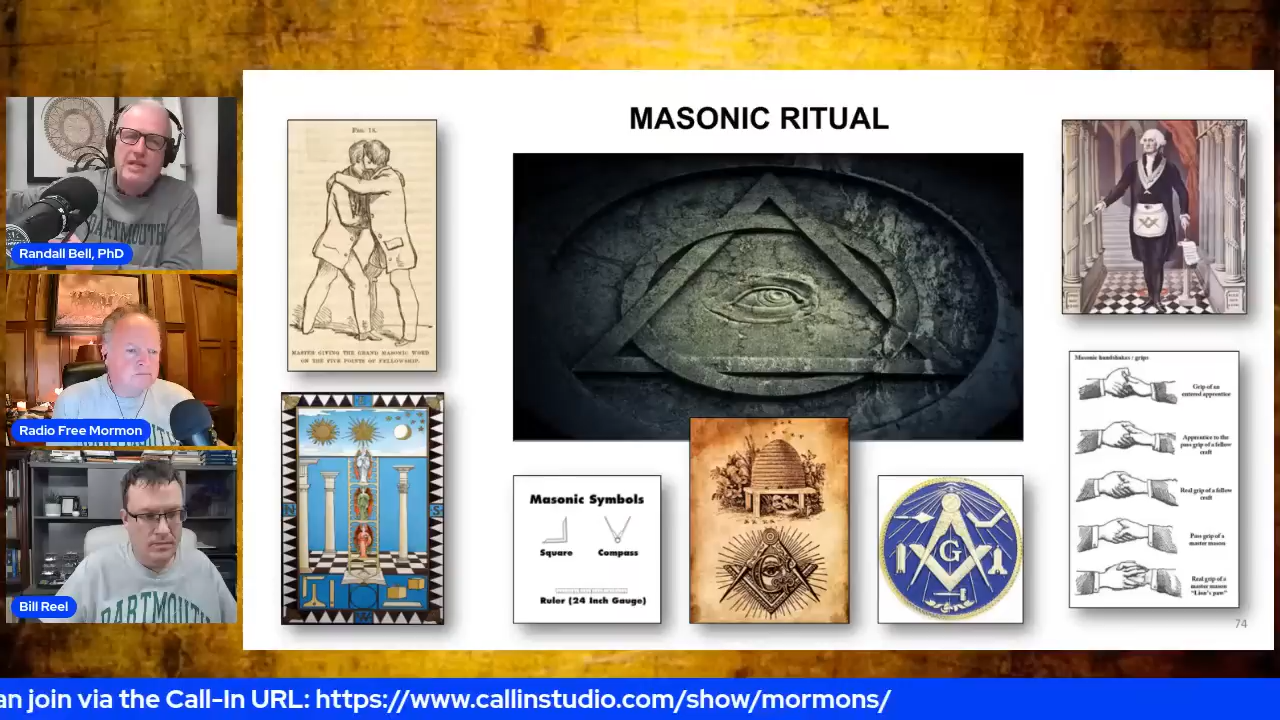 MASONIC RITUAL
FIG. 14.
MASTER GIVING THE GRAND MASONIC WORD
ON THE FIVE POINTS OF FELLOWSHIP.
Masonic Symbols
Square
Compass
Ruler (24 Inch Gauge)
G
Masonic handshakes / grips
Grip of an
entered apprentice
Apprentice to the
pass grip of a fellow
craft
Real grip of a fellow
craft
Pass grip of a
master mason
Real grip of a
master mason
"Lion's paw"
74
DARTMOUTH
Randall Bell, PhD
Radio Free Mormon
DARTMOUTH
Bill Reel
an join via the Call-In URL: https://www.callinstudio.com/show/mormons/